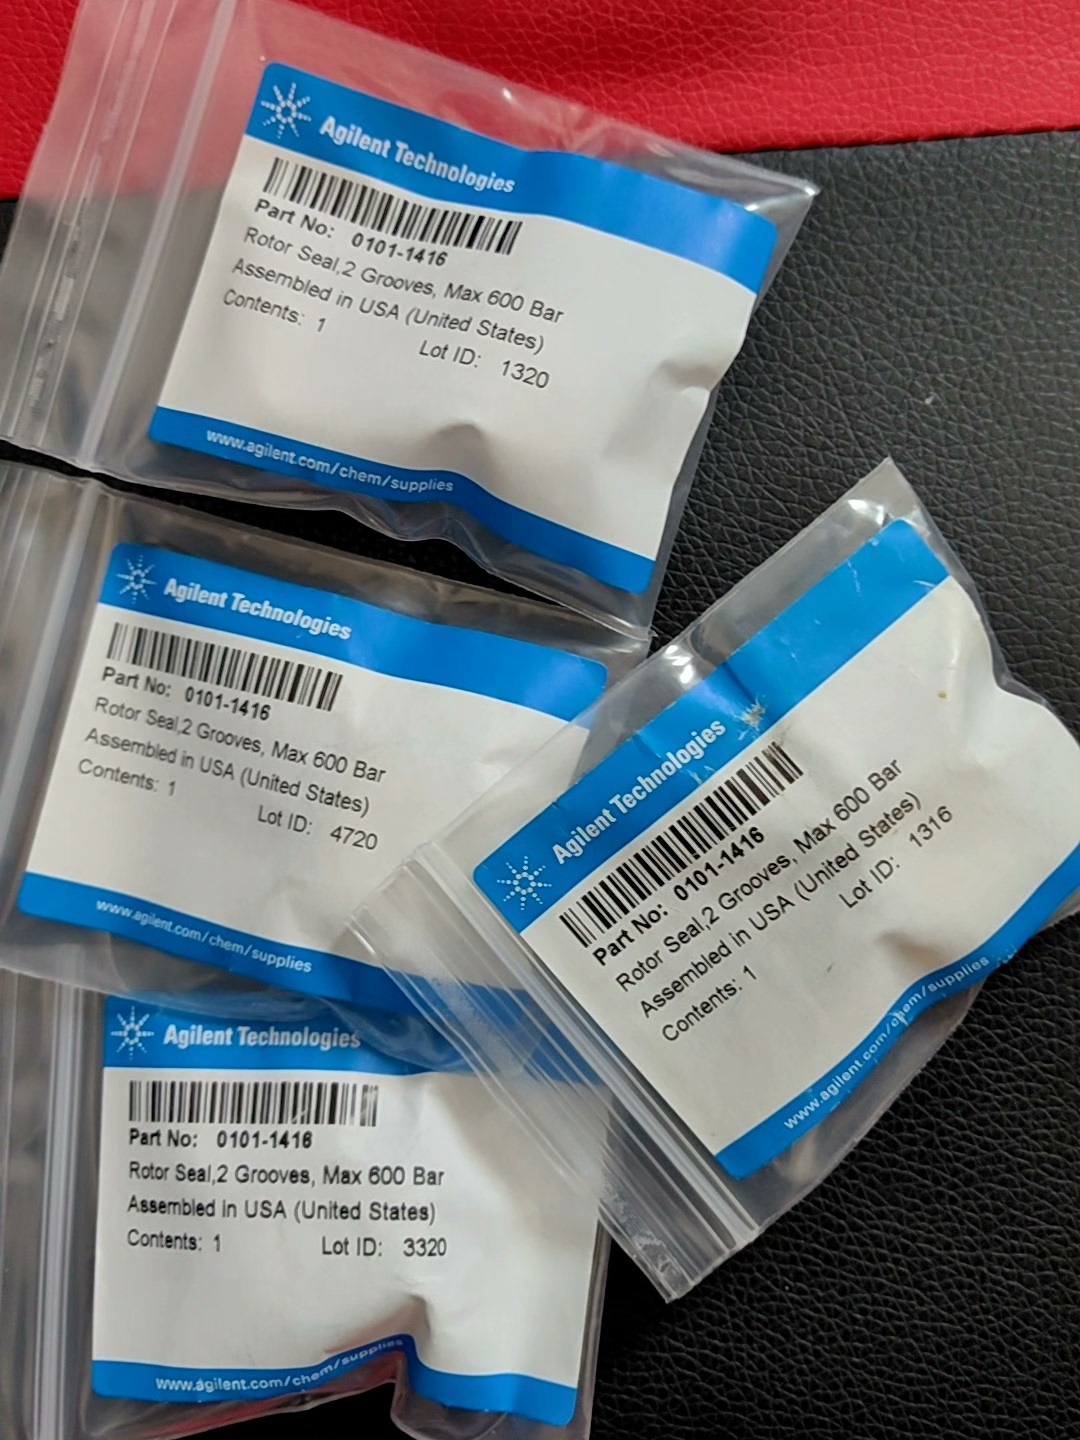 Agilent Technologies
Part No: 0101-1416
Rotor Seal,2 Grooves, Max 600 Bar
Assembled in USA (United States)
Contents: 1
Lot ID: 1320
www.agilent.com/chem/supplies
Agilent Technologies
Part No: 0101-1416
Rotor Seal,2 Grooves, Max 600 Bar
Assembled in USA (United States)
Contents: 1
Lot ID: 4720
www.agilent.com/chem/supplies
Agilent Technologies
Part No: 0101-1416
Rotor Seal,2 Grooves, Max 600 Bar
Assembled in USA (United States)
Contents: 1
Lot ID: 1316
www.agilent.com/chem/supplies
Agilent Technologies
Part No: 0101-1416
Rotor Seal,2 Grooves, Max 600 Bar
Assembled in USA (United States)
Contents: 1 Lot ID: 3320
www.agilent.com/chem/supplies